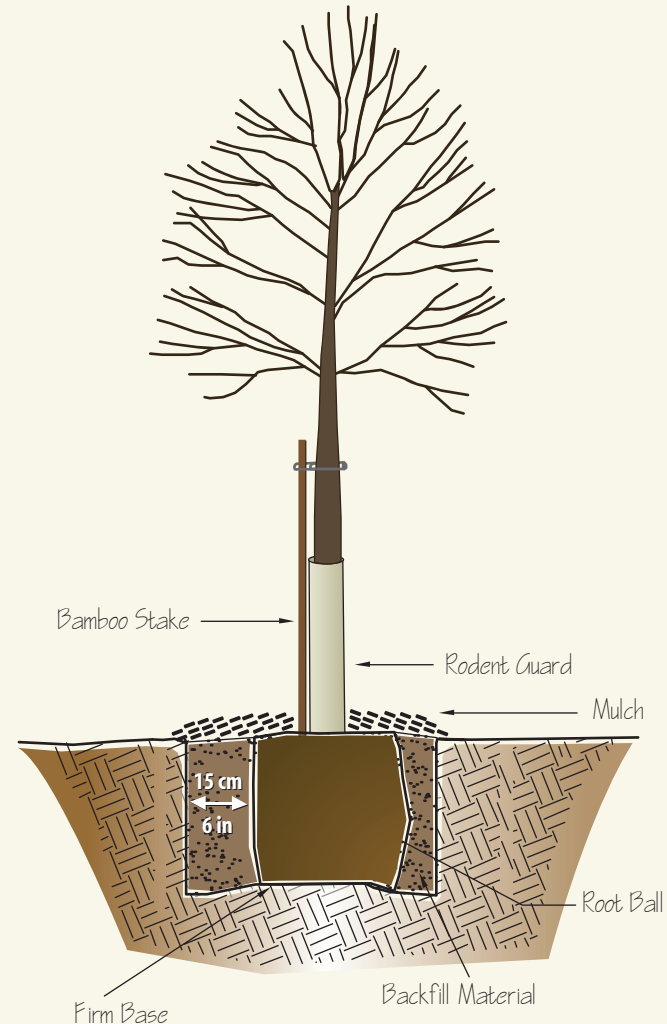 Bamboo Stake
Rodent Guard
Mulch
15 cm
6 in
Root Ball
Backfill Material
Firm Base